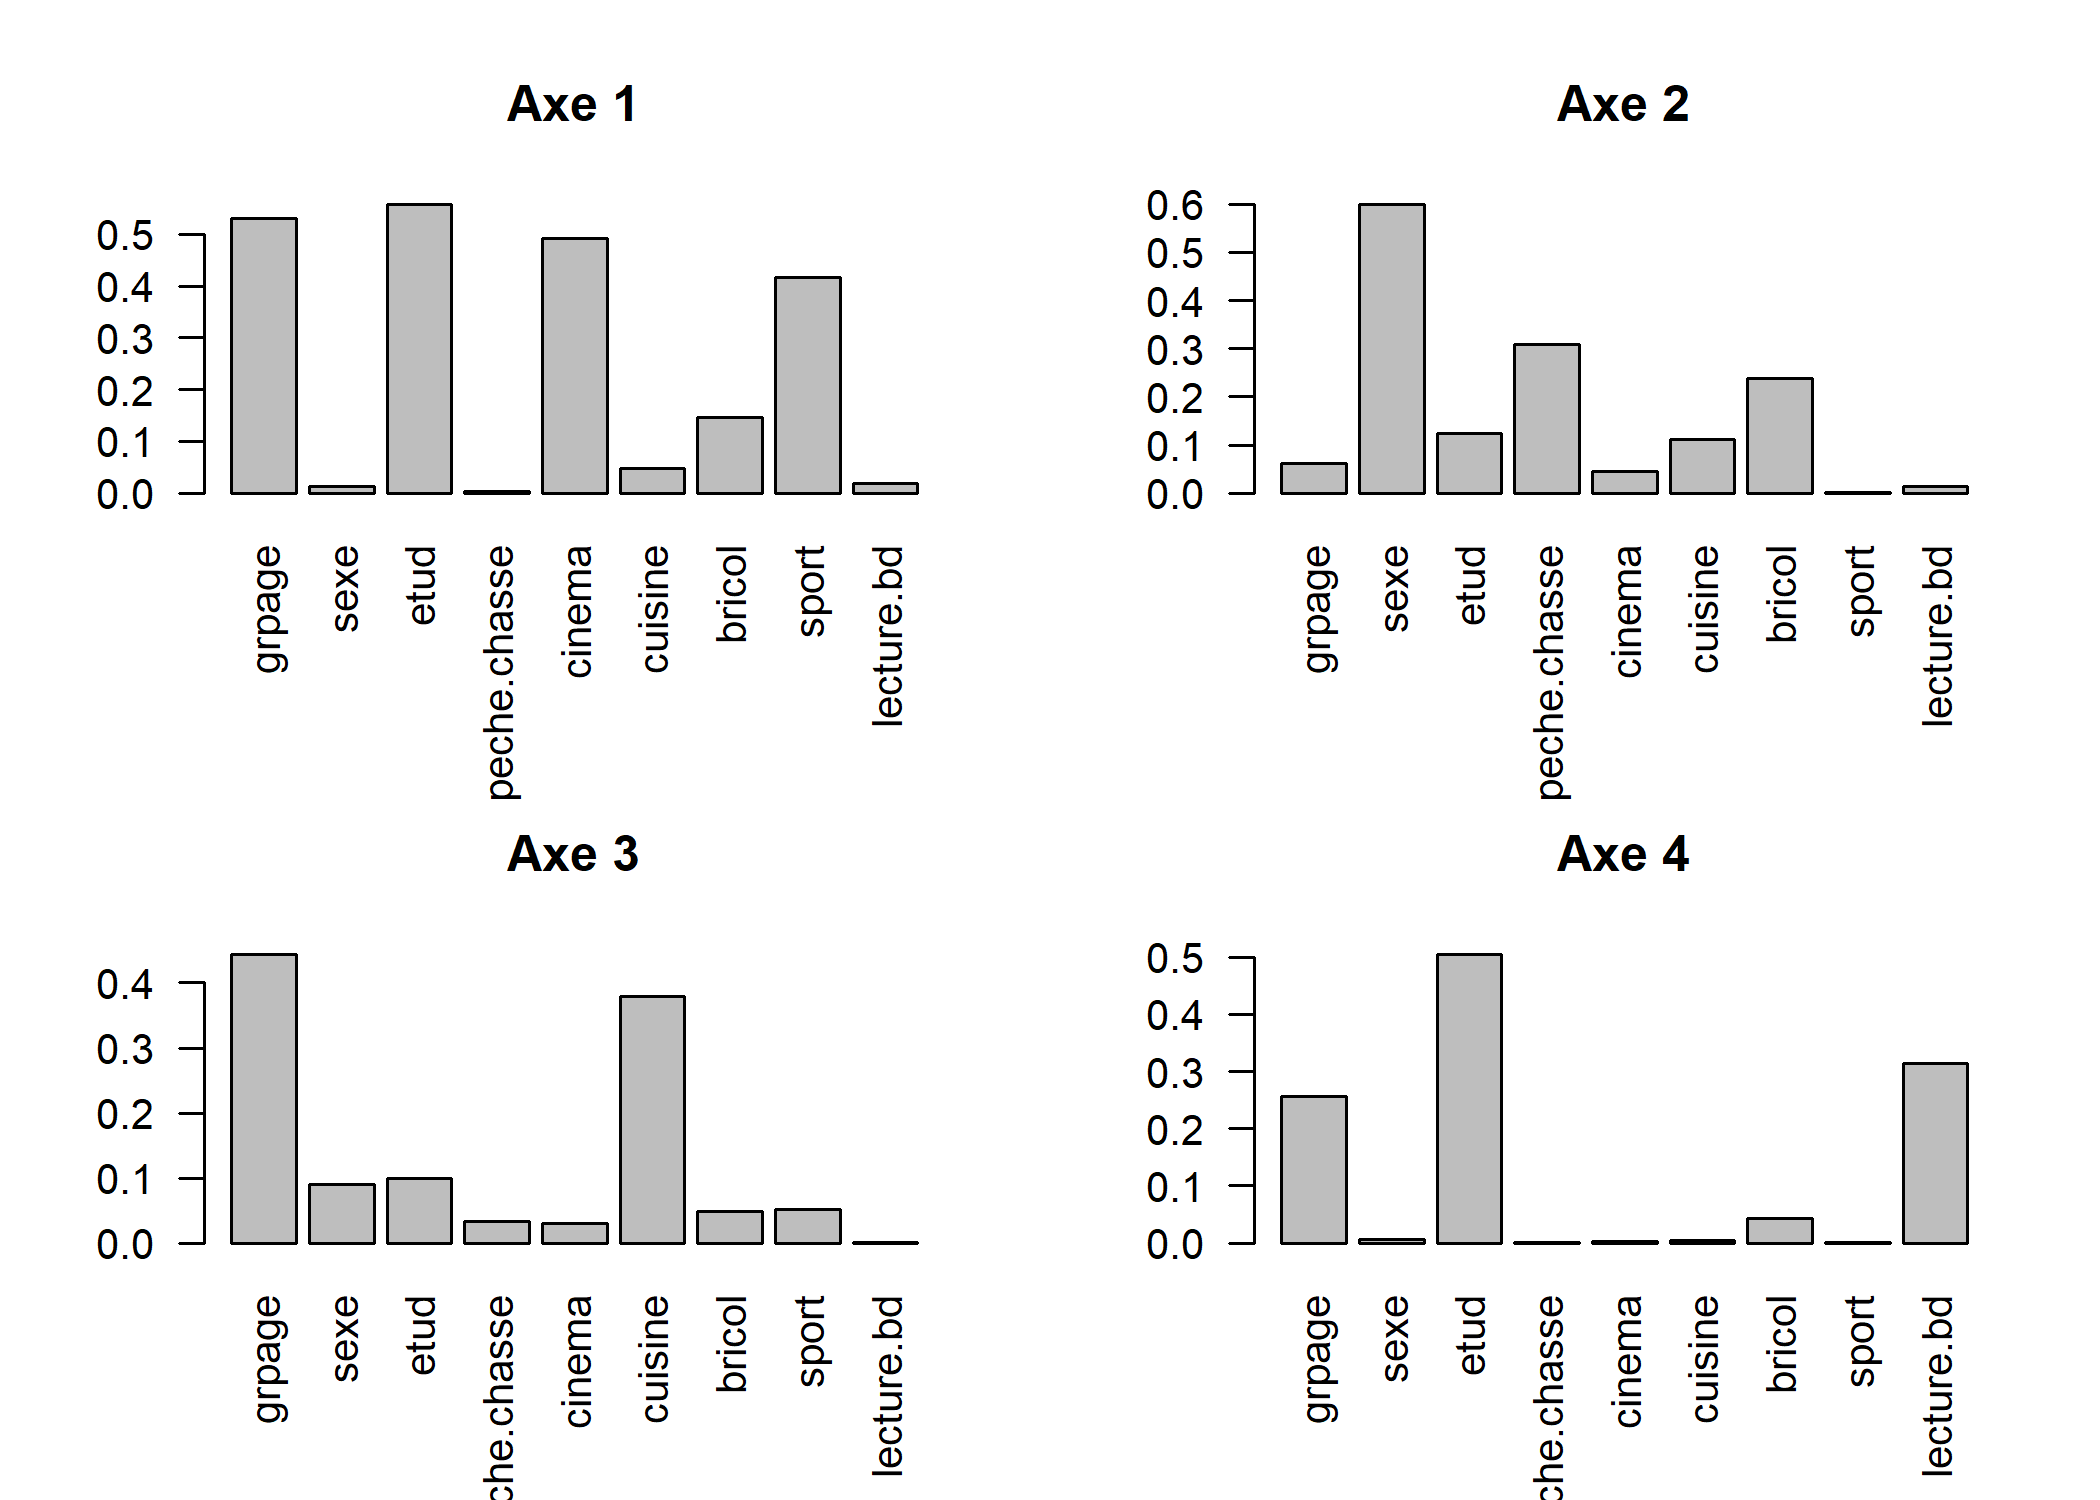 Axe 1
0.5
0.4
0.3
0.2
0.1
0.0
grpage
sexe
etud
peche.chasse
cinema
cuisine
bricol
sport
lecture.bd
Axe 2
0.6
0.5
0.4
0.3
0.2
0.1
0.0
grpage
sexe
etud
peche.chasse
cinema
cuisine
bricol
sport
lecture.bd
Axe 3
0.4
0.3
0.2
0.1
0.0
grpage
sexe
etud
che.chasse
cinema
cuisine
bricol
sport
lecture.bd
Axe 4
0.5
0.4
0.3
0.2
0.1
0.0
grpage
sexe
etud
che.chasse
cinema
cuisine
bricol
sport
lecture.bd